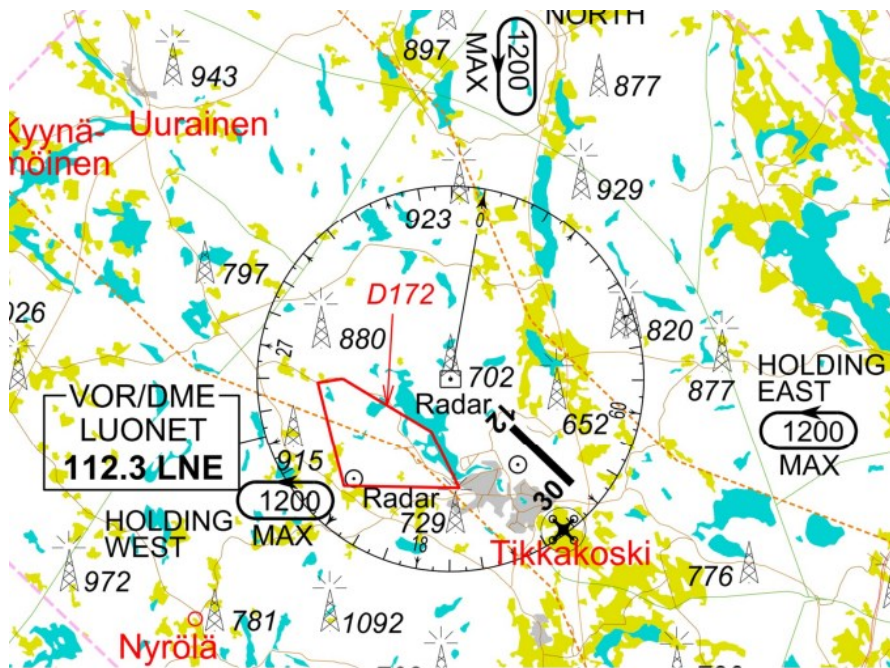 NORTH
897
1200
MAX
943
877
Kyynä-
möinen
Uurainen
929
923
0
797
D172
880
820
27
702
Radar
877
HOLDING
EAST
1200
MAX
VOR/DME
LUONET
112.3 LNE
60
12
30
652
915
1200
MAX
Radar
HOLDING
WEST
729
18
Tikkakoski
972
776
781
1092
Nyrölä